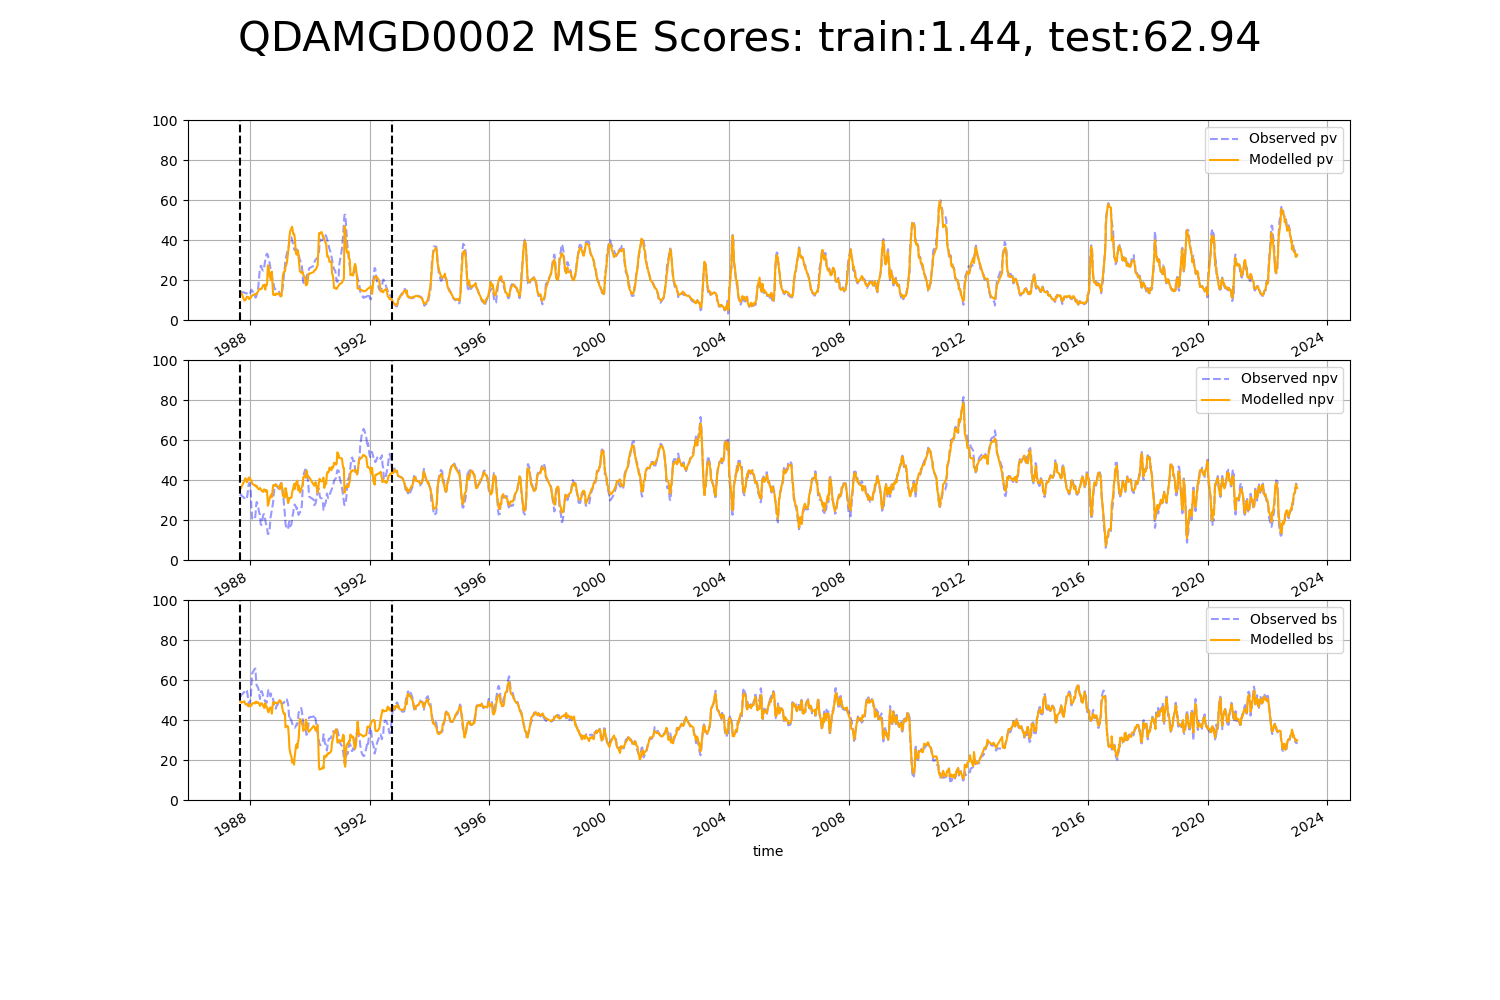 QDAMGD0002 MSE Scores: train:1.44, test:62.94
100
80
60
40
20
0
Observed pv
Modelled pv
1988 1992 1996 2000 2004 2008 2012 2016 2020 2024
100
80
60
40
20
0
Observed npv
Modelled npv
1988 1992 1996 2000 2004 2008 2012 2016 2020 2024
100
80
60
40
20
0
Observed bs
Modelled bs
1988 1992 1996 2000 2004 2008 2012 2016 2020 2024
time